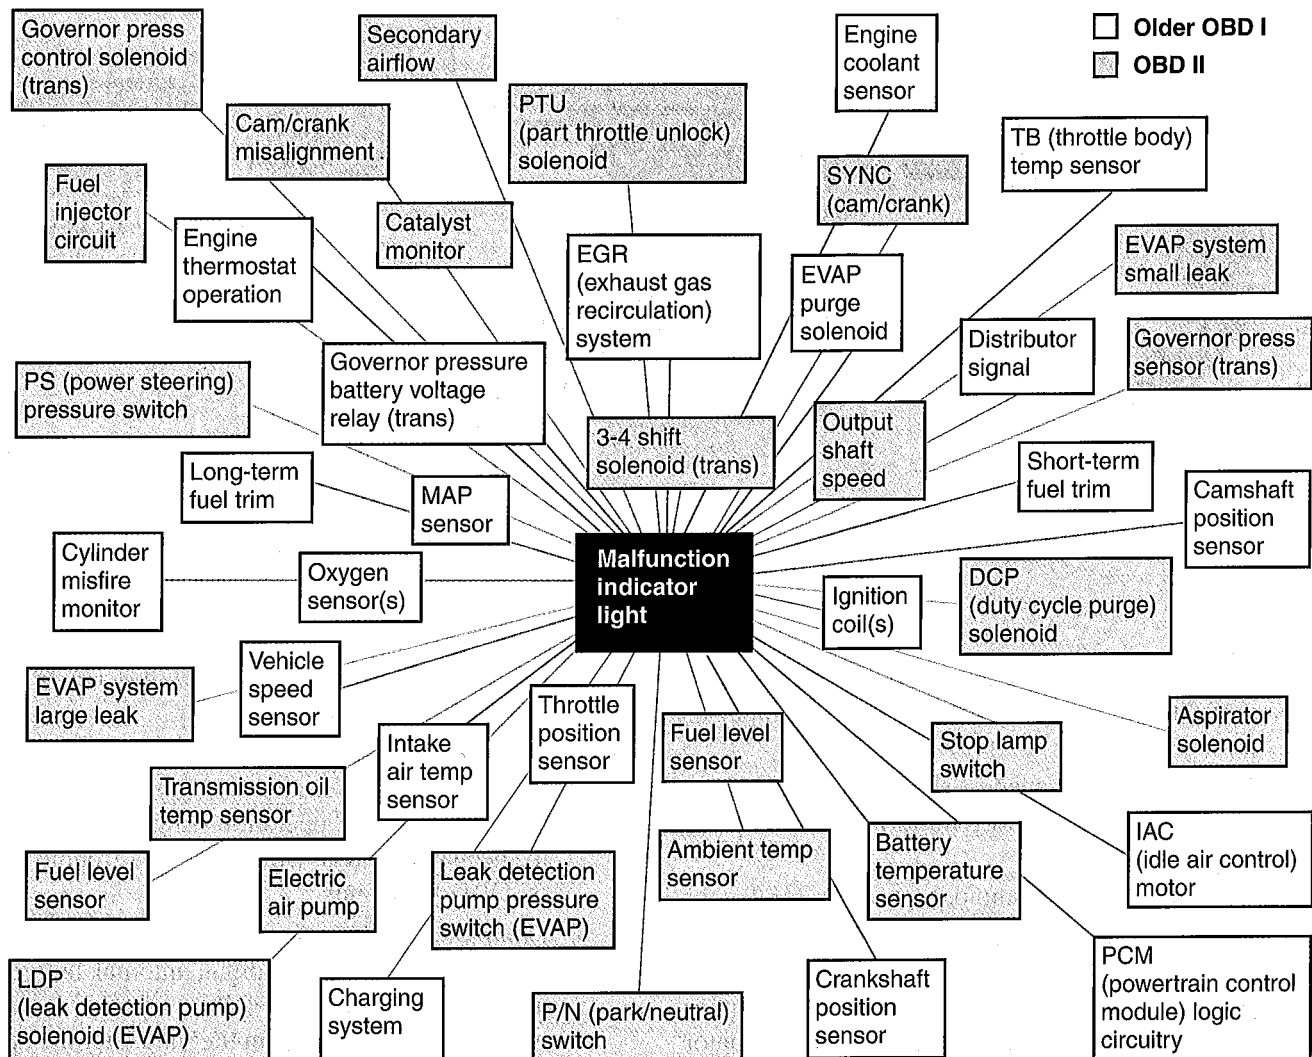 Governor press
control solenoid
(trans)
Secondary
airflow
Engine
coolant
sensor
Older OBD I
OBD II
Cam/crank
misalignment
PTU
(part throttle unlock)
solenoid
TB (throttle body)
temp sensor
Fuel
injector
circuit
SYNC
(cam/crank)
Engine
thermostat
operation
Catalyst
monitor
EGR
(exhaust gas
recirculation)
system
EVAP
purge
solenoid
EVAP system
small leak
PS (power steering)
pressure switch
Governor pressure
battery voltage
relay (trans)
Distributor
signal
Governor press
sensor (trans)
3-4 shift
solenoid (trans)
Output
shaft
speed
Long-term
fuel trim
MAP
sensor
Short-term
fuel trim
Camshaft
position
sensor
Cylinder
misfire
monitor
Oxygen
sensor(s)
Malfunction
indicator
light
Ignition
coil(s)
DCP
(duty cycle purge)
solenoid
EVAP system
large leak
Vehicle
speed
sensor
Throttle
position
sensor
Fuel level
sensor
Stop lamp
switch
Aspirator
solenoid
Intake
air temp
sensor
Transmission oil
temp sensor
Fuel level
sensor
Electric
air pump
Leak detection
pump pressure
switch (EVAP)
Ambient temp
sensor
Battery
temperature
sensor
IAC
(idle air control)
motor
LDP
(leak detection pump)
solenoid (EVAP)
Charging
system
P/N (park/neutral)
switch
Crankshaft
position
sensor
PCM
(powertrain control
module) logic
circuitry